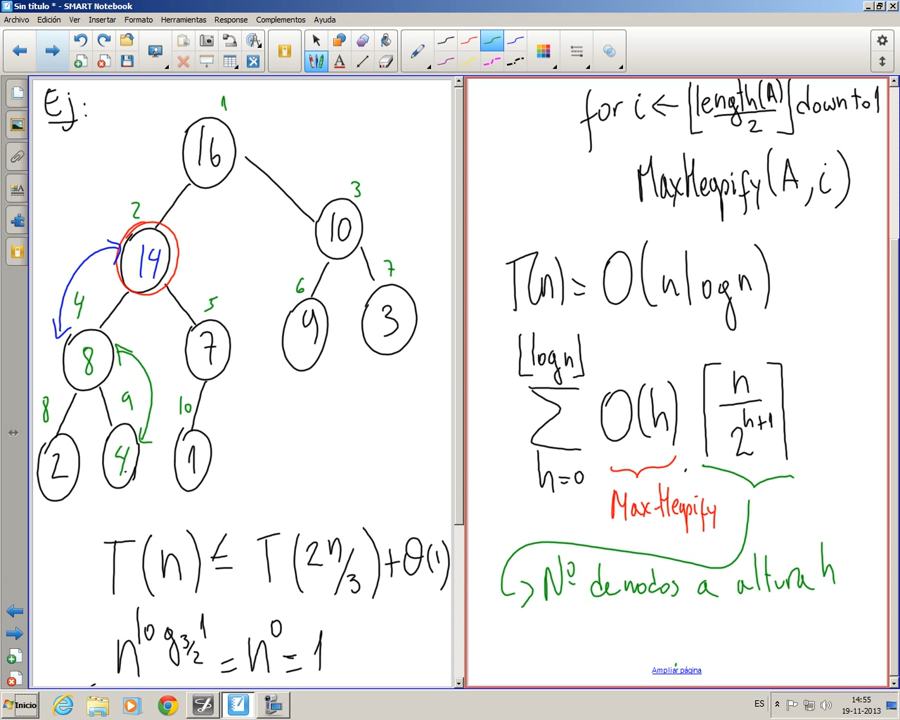 Sin título * - SMART Notebook
Archivo Edición Ver Insertar Formato Herramientas Response Complementos Ayuda
Ej:
1
16
2
14
3
10
4
8
5
7
6
9
7
3
8
2
9
4
10
1
T(n) ≤ T(2n/3) + Θ(1)
n^log_{3/2} 1 = n^0 = 1
for i ← ⌊length(A)/2⌋ down to 1
MaxHeapify(A, i)
T(n) = O(n log n)
⌊log n⌋
∑ O(h) ⌈n/2^{h+1}⌉
h=0
Max-Heapify
Nº de nodos a altura h
Ampliar página
Inicio
ES
14:55
19-11-2013